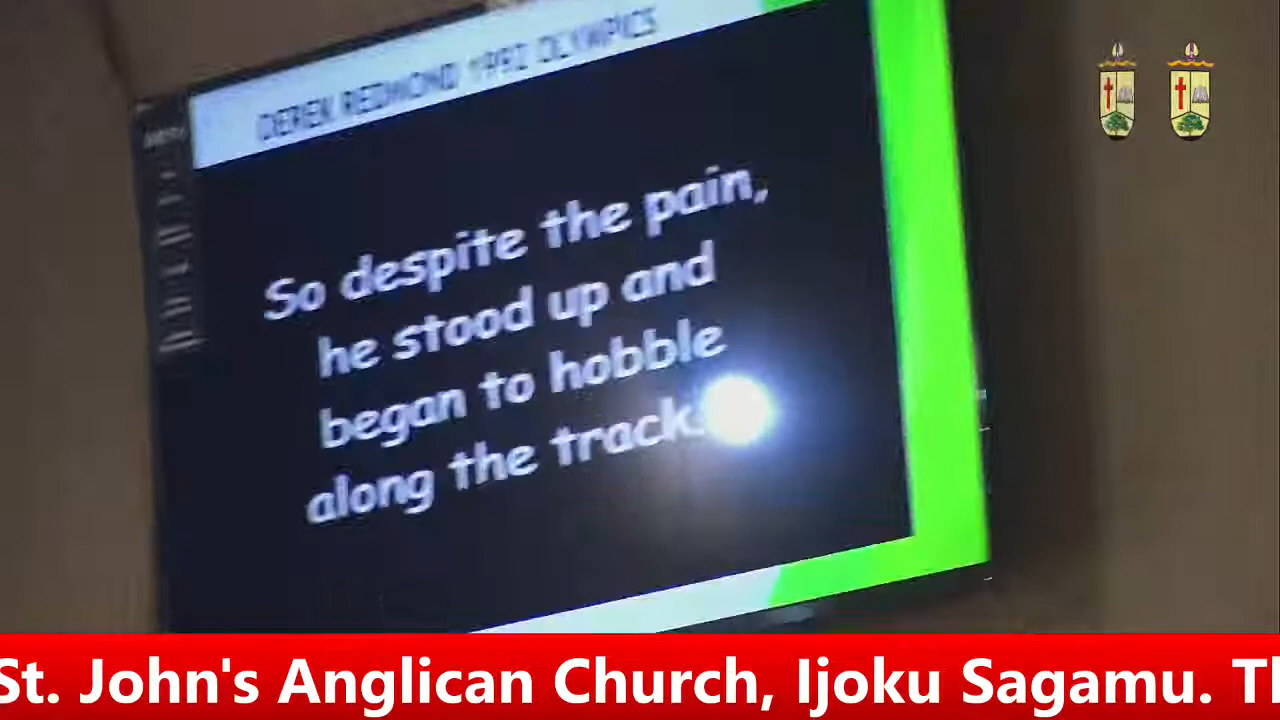 DEREK REDMOND 1992 OLYMPICS
So despite the pain,
he stood up and
began to hobble
along the track.
St. John's Anglican Church, Ijoku Sagamu. Th